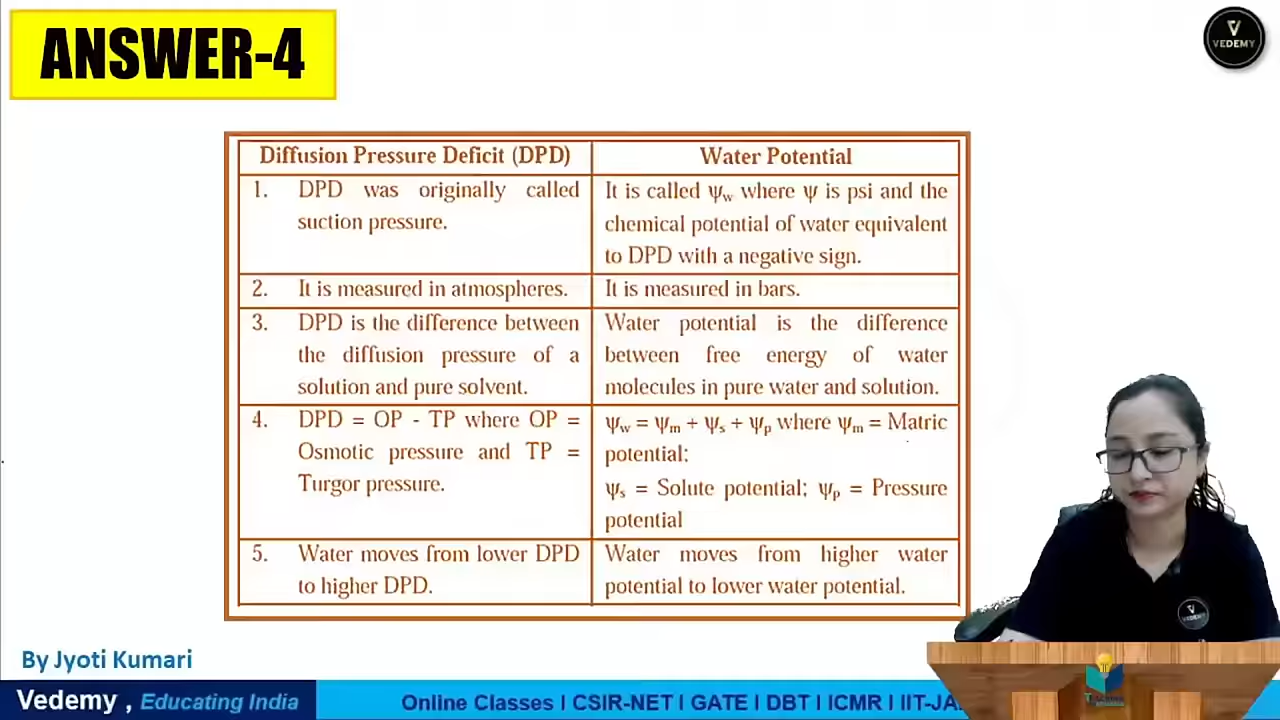 ANSWER-4
V
VEDEMY
Diffusion Pressure Deficit (DPD)
Water Potential
1. DPD was originally called
suction pressure.
It is called ψw where ψ is psi and the
chemical potential of water equivalent
to DPD with a negative sign.
2. It is measured in atmospheres.
It is measured in bars.
3. DPD is the difference between
the diffusion pressure of a
solution and pure solvent.
Water potential is the difference
between free energy of water
molecules in pure water and solution.
4. DPD = OP - TP where OP =
Osmotic pressure and TP =
Turgor pressure.
ψw = ψm + ψs + ψp where ψm = Matric
potential;
ψs = Solute potential; ψp = Pressure
potential
5. Water moves from lower DPD
to higher DPD.
Water moves from higher water
potential to lower water potential.
VEDEMY
By Jyoti Kumari
Vedemy , Educating India
Online Classes I CSIR-NET I GATE I DBT I ICMR I IIT-JA